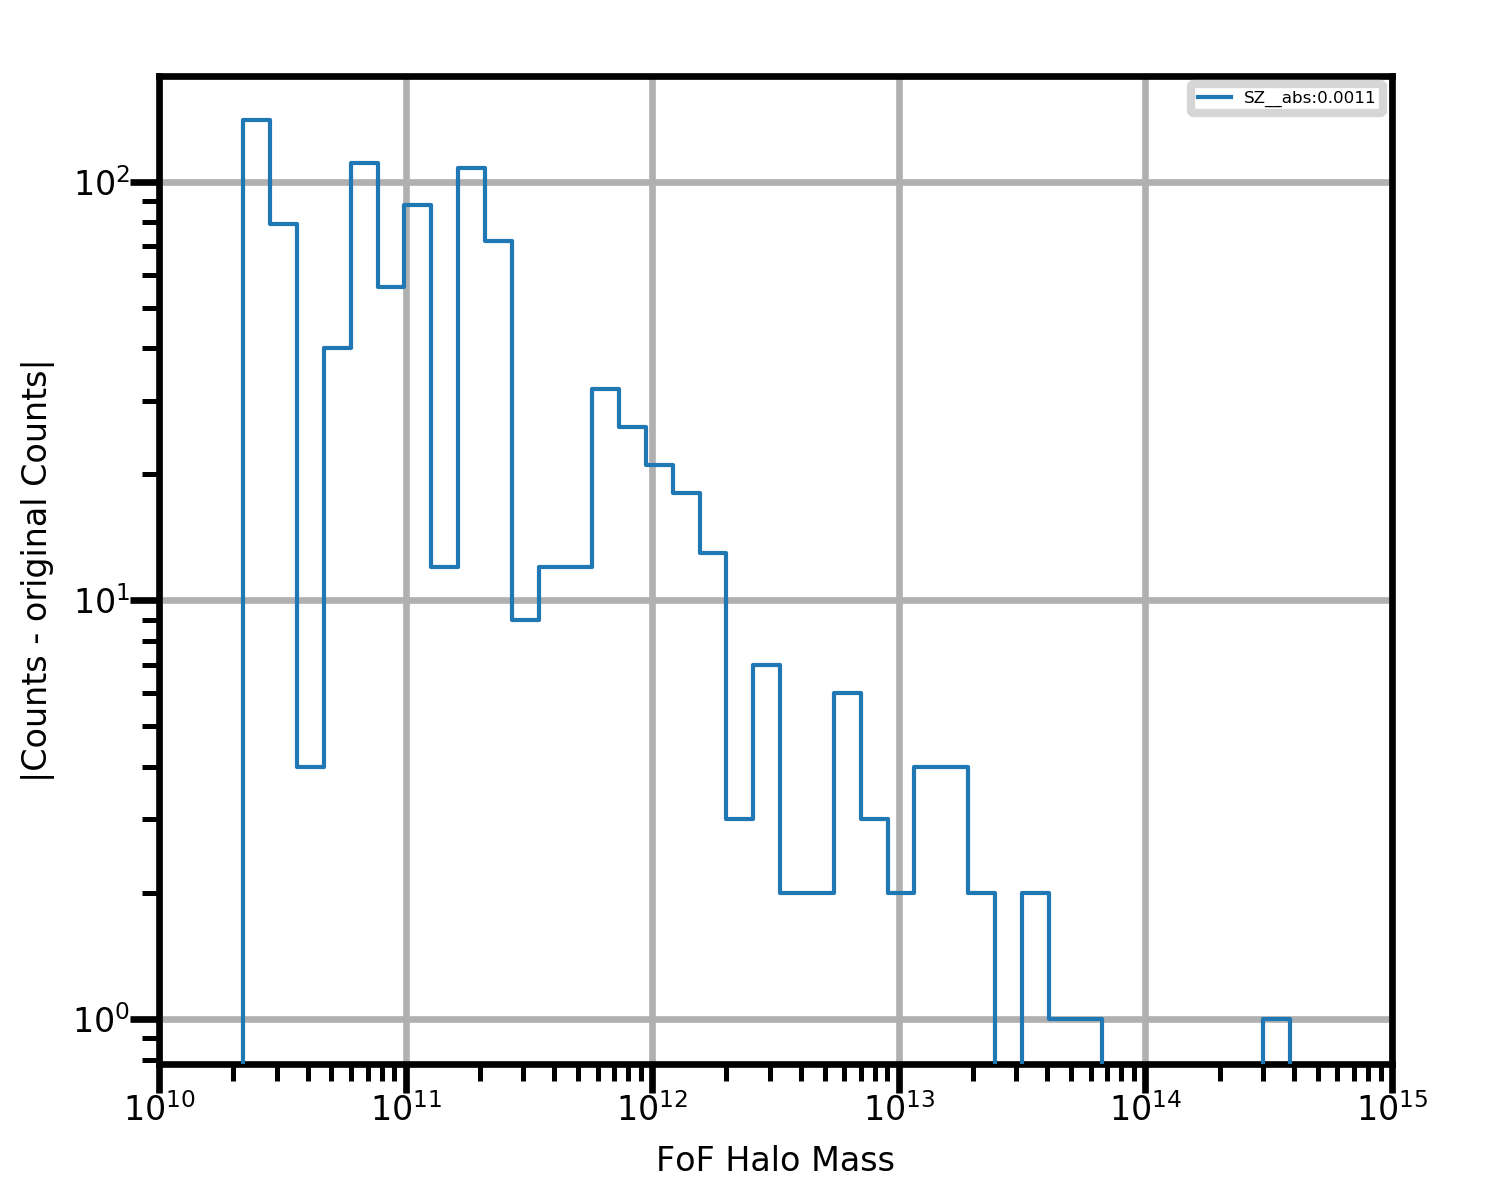 SZ__abs:0.0011
10²
10¹
10⁰
|Counts - original Counts|
10¹⁰ 10¹¹ 10¹² 10¹³ 10¹⁴ 10¹⁵
FoF Halo Mass